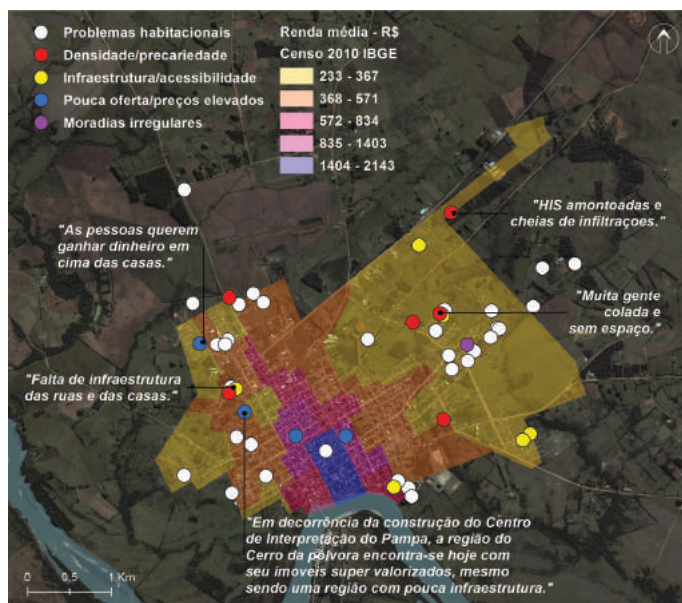 Problemas habitacionais
Densidade/precariedade
Infraestrutura/acessibilidade
Pouca oferta/preços elevados
Moradias irregulares
Renda média - R$
Censo 2010 IBGE
233 - 367
368 - 571
572 - 834
835 - 1403
1404 - 2143
"HIS amontoadas e
cheias de infiltraçoes."
"As pessoas querem
ganhar dinheiro em
cima das casas."
"Muita gente
colada e
sem espaço."
"Falta de infraestrutura
das ruas e das casas."
"Em decorrência da construção do Centro
de Interpretação do Pampa, a região do
Cerro da pólvora encontra-se hoje com
seu imoveis super valorizados, mesmo
sendo uma região com pouca infraestrutura."
0 0.5 1 Km